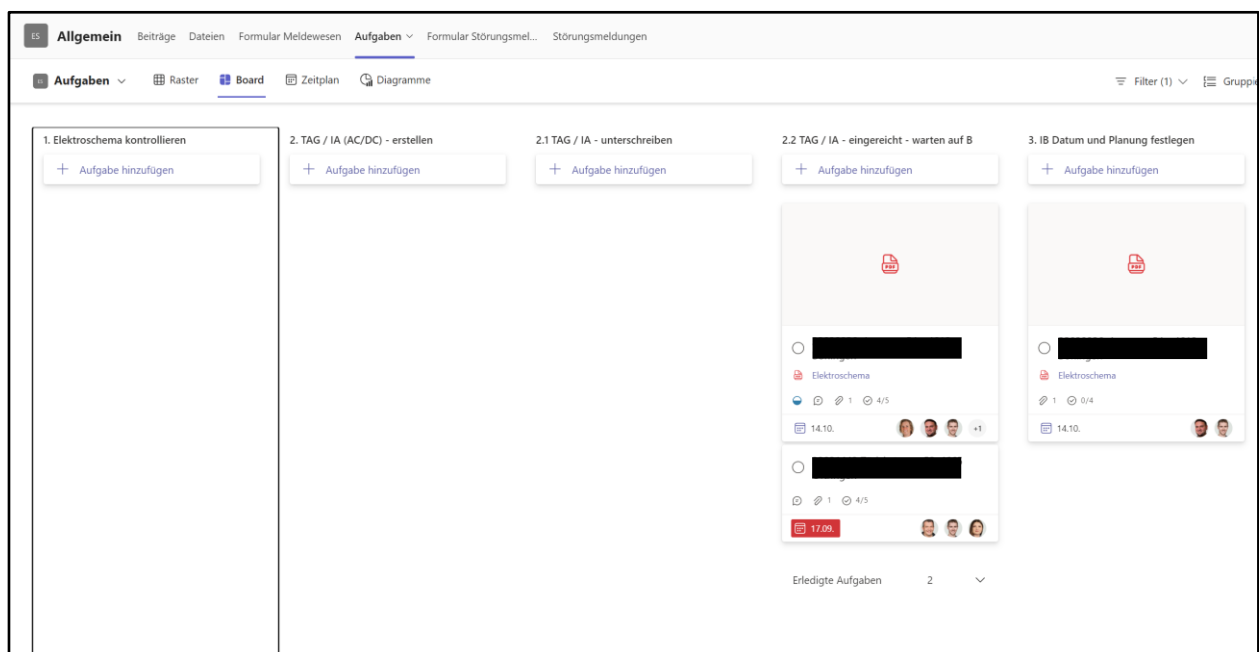 ES Allgemein Beiträge Dateien Formular Meldewesen Aufgaben Formular Störungsmel... Störungsmeldungen
Aufgaben Raster Board Zeitplan Diagramme Filter (1) Gruppie
1. Elektroschema kontrollieren
+ Aufgabe hinzufügen
2. TAG / IA (AC/DC) - erstellen
+ Aufgabe hinzufügen
2.1 TAG / IA - unterschreiben
+ Aufgabe hinzufügen
2.2 TAG / IA - eingereicht - warten auf B
+ Aufgabe hinzufügen
PDF
Elektroschema
1 4/5
14.10. +1
1 4/5
17.09.
Erledigte Aufgaben 2
3. IB Datum und Planung festlegen
+ Aufgabe hinzufügen
PDF
Elektroschema
1 0/4
14.10.